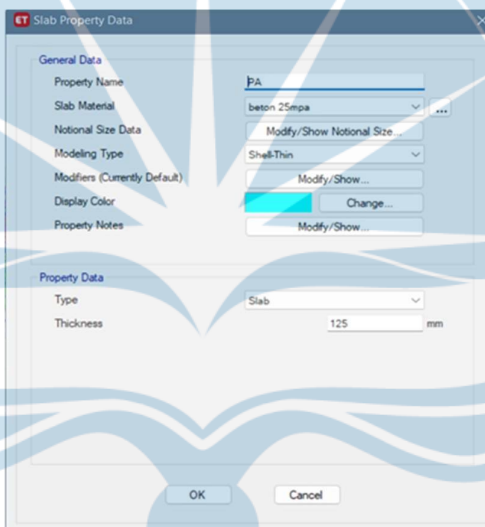 ET Slab Property Data
General Data
Property Name PA
Slab Material beton 25mpa ...
Notional Size Data Modify/Show Notional Size...
Modeling Type Shell-Thin
Modifiers (Currently Default) Modify/Show...
Display Color Change...
Property Notes Modify/Show...
Property Data
Type Slab
Thickness 125 mm
OK Cancel